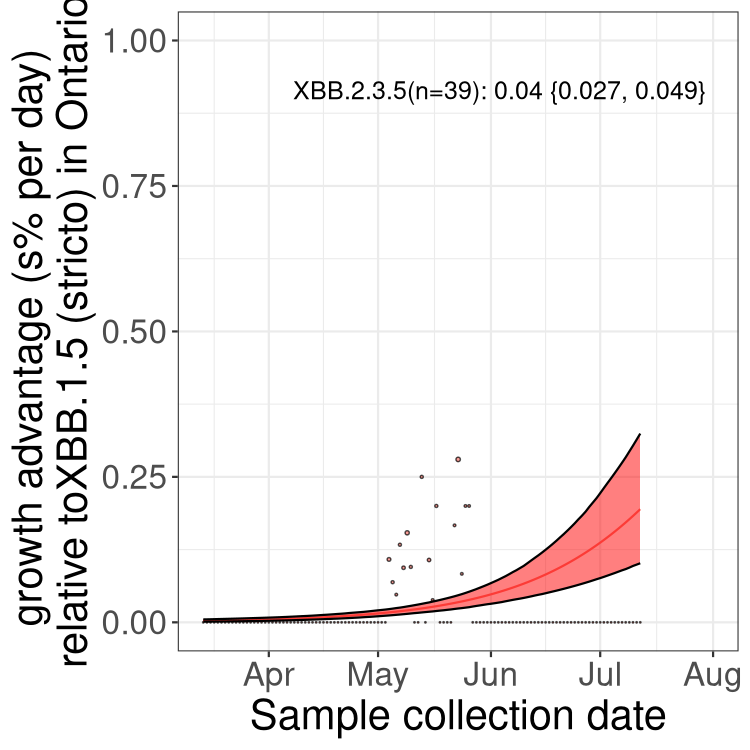 growth advantage (s% per day)
relative toXBB.1.5 (stricto) in Ontario
1.00
0.75
0.50
0.25
0.00
XBB.2.3.5(n=39): 0.04 {0.027, 0.049}
Apr May Jun Jul Aug
Sample collection date